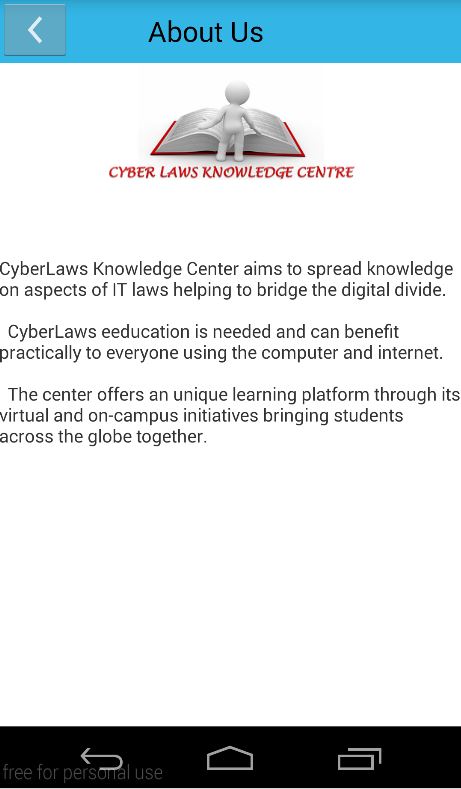 About Us
CYBER LAWS KNOWLEDGE CENTRE
CyberLaws Knowledge Center aims to spread knowledge
on aspects of IT laws helping to bridge the digital divide.
CyberLaws eeducation is needed and can benefit
practically to everyone using the computer and internet.
The center offers an unique learning platform through its
virtual and on-campus initiatives bringing students
across the globe together.
free for personal use